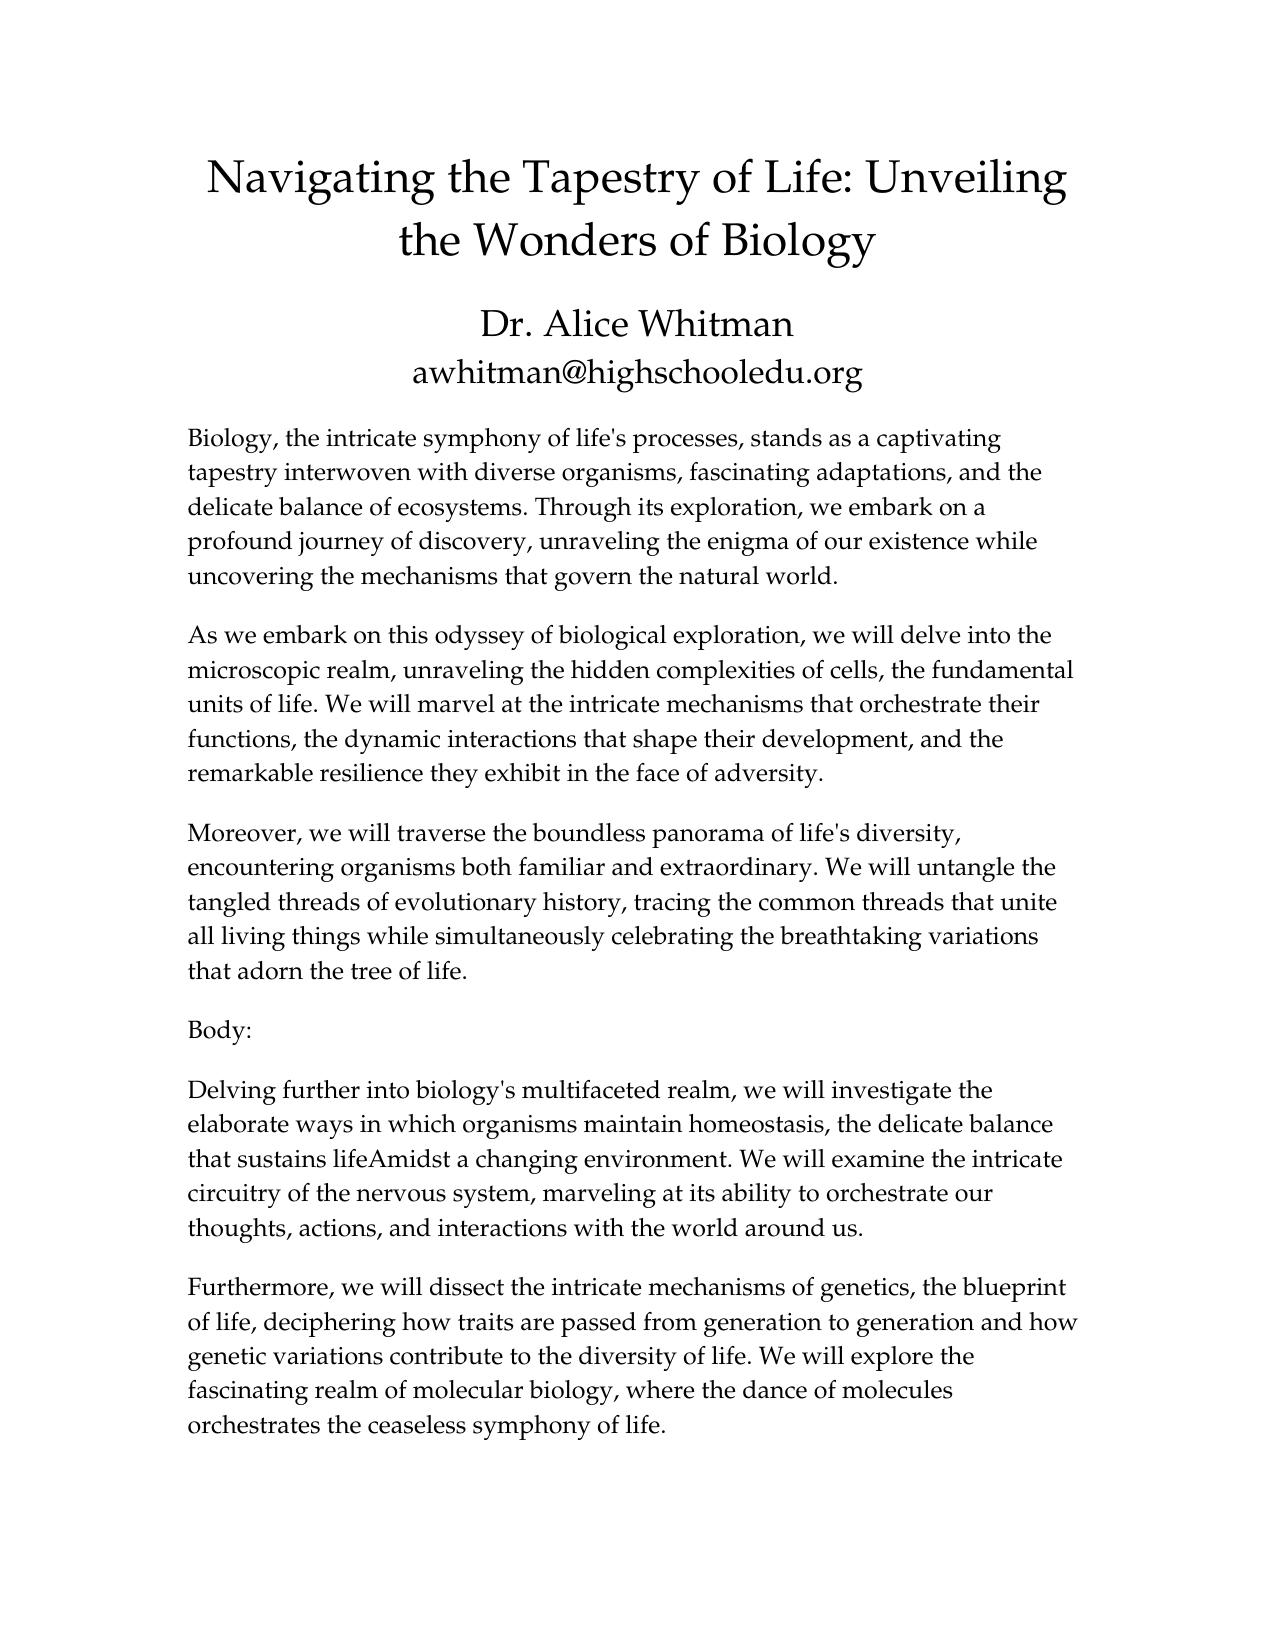 Navigating the Tapestry of Life: Unveiling
the Wonders of Biology
Dr. Alice Whitman
awhitman@highschooledu.org
Biology, the intricate symphony of life's processes, stands as a captivating
tapestry interwoven with diverse organisms, fascinating adaptations, and the
delicate balance of ecosystems. Through its exploration, we embark on a
profound journey of discovery, unraveling the enigma of our existence while
uncovering the mechanisms that govern the natural world.
As we embark on this odyssey of biological exploration, we will delve into the
microscopic realm, unraveling the hidden complexities of cells, the fundamental
units of life. We will marvel at the intricate mechanisms that orchestrate their
functions, the dynamic interactions that shape their development, and the
remarkable resilience they exhibit in the face of adversity.
Moreover, we will traverse the boundless panorama of life's diversity,
encountering organisms both familiar and extraordinary. We will untangle the
tangled threads of evolutionary history, tracing the common threads that unite
all living things while simultaneously celebrating the breathtaking variations
that adorn the tree of life.
Body:
Delving further into biology's multifaceted realm, we will investigate the
elaborate ways in which organisms maintain homeostasis, the delicate balance
that sustains lifeAmidst a changing environment. We will examine the intricate
circuitry of the nervous system, marveling at its ability to orchestrate our
thoughts, actions, and interactions with the world around us.
Furthermore, we will dissect the intricate mechanisms of genetics, the blueprint
of life, deciphering how traits are passed from generation to generation and how
genetic variations contribute to the diversity of life. We will explore the
fascinating realm of molecular biology, where the dance of molecules
orchestrates the ceaseless symphony of life.